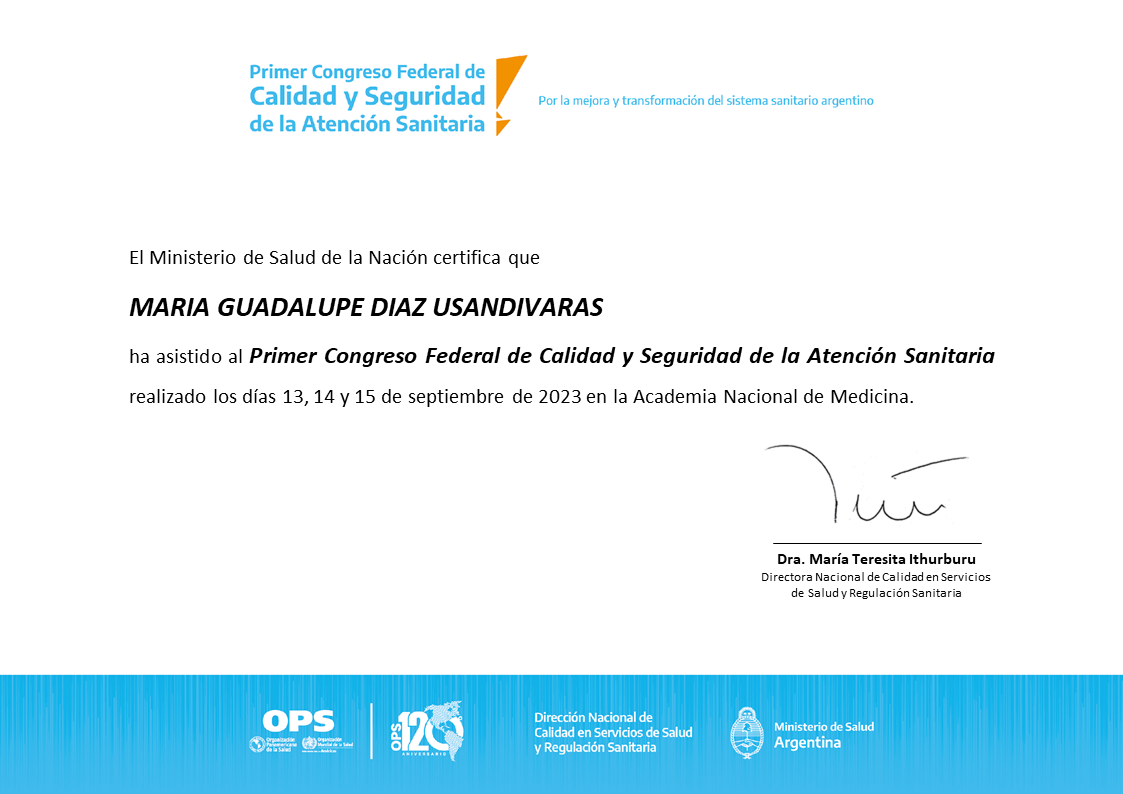 Primer Congreso Federal de
Calidad y Seguridad
de la Atención Sanitaria
Por la mejora y transformación del sistema sanitario argentino
El Ministerio de Salud de la Nación certifica que
MARIA GUADALUPE DIAZ USANDIVARAS
ha asistido al Primer Congreso Federal de Calidad y Seguridad de la Atención Sanitaria
realizado los días 13, 14 y 15 de septiembre de 2023 en la Academia Nacional de Medicina.
Dra. María Teresita Ithurburu
Directora Nacional de Calidad en Servicios
de Salud y Regulación Sanitaria
OPS
Organización
Panamericana
de la Salud
Organización
Mundial de la Salud
OPS
120
ANIVERSARIO
Dirección Nacional de
Calidad en Servicios de Salud
y Regulación Sanitaria
Ministerio de Salud
Argentina